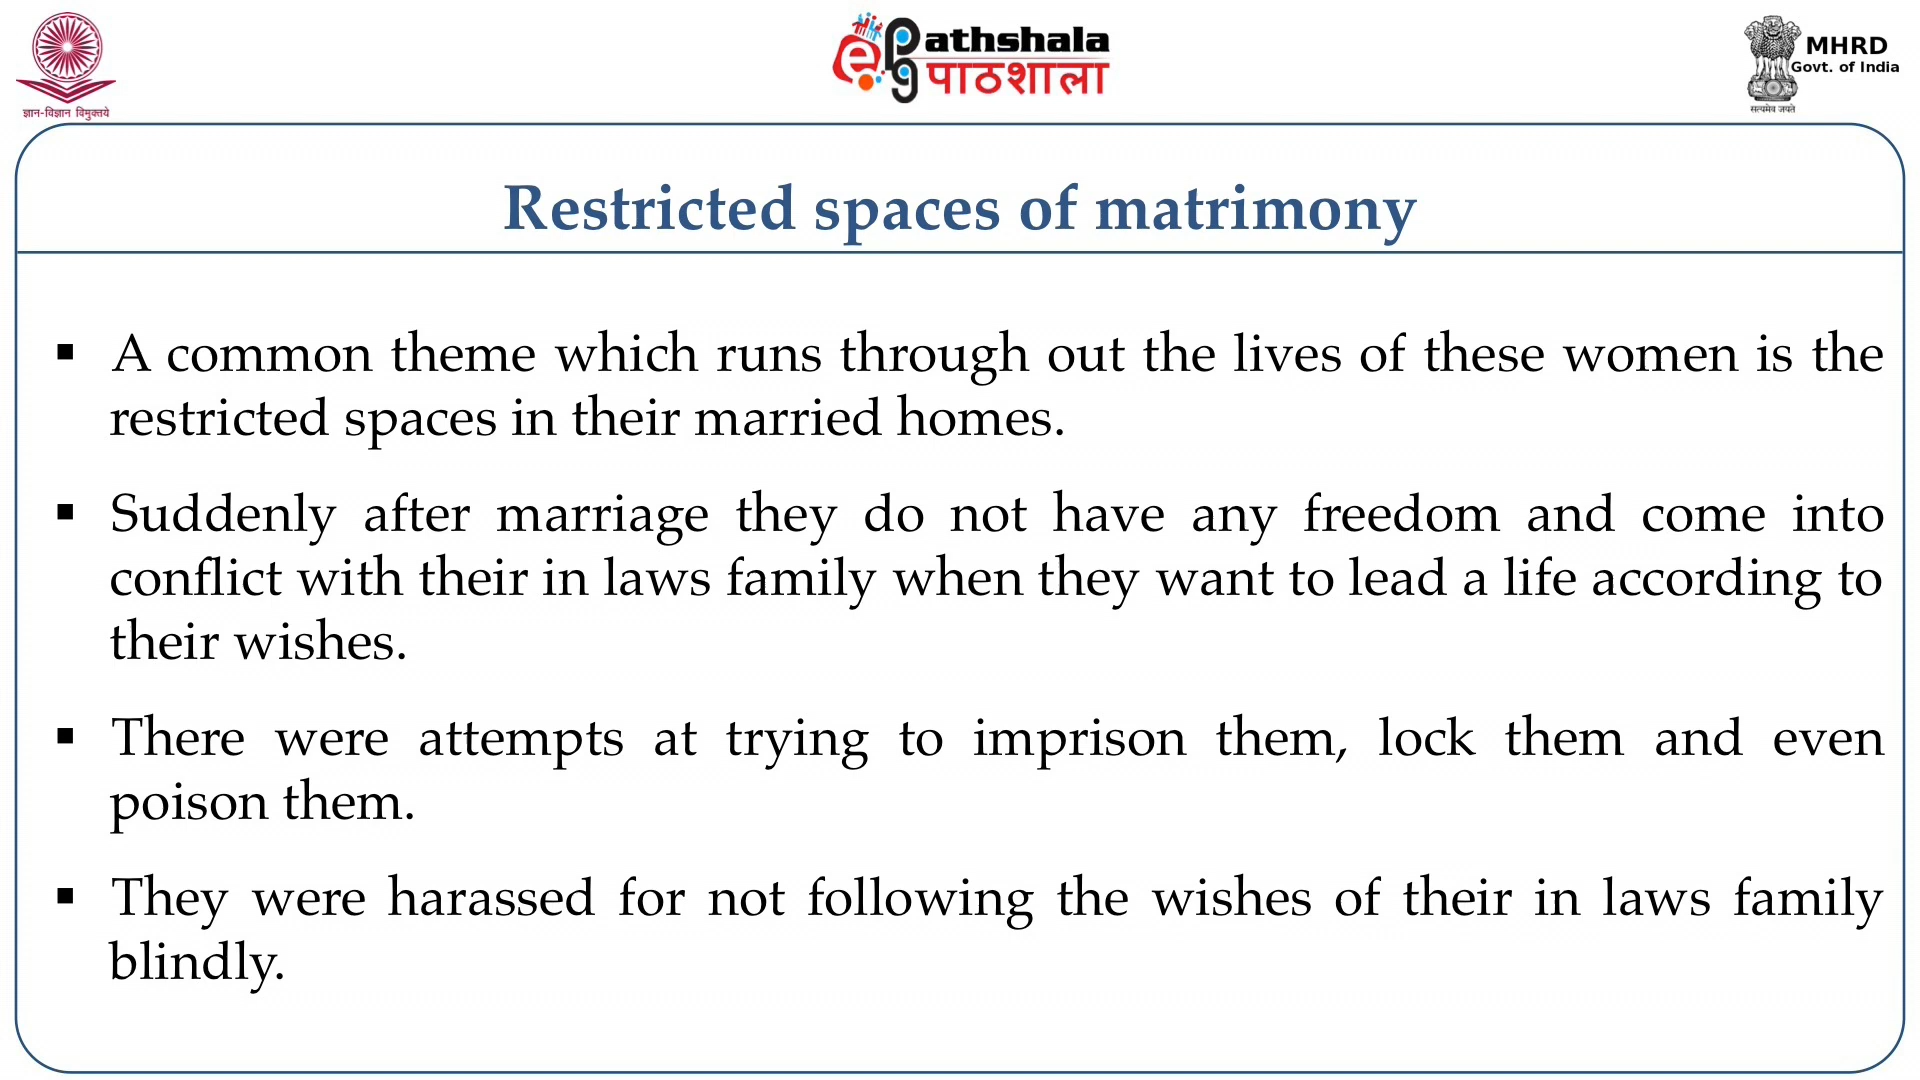 ज्ञान-विज्ञान विमुक्तये
e
pg
athshala
पाठशाला
MHRD
Govt. of India
सत्यमेव जयते
Restricted spaces of matrimony
▪ A common theme which runs through out the lives of these women is the
restricted spaces in their married homes.
▪ Suddenly after marriage they do not have any freedom and come into
conflict with their in laws family when they want to lead a life according to
their wishes.
▪ There were attempts at trying to imprison them, lock them and even
poison them.
▪ They were harassed for not following the wishes of their in laws family
blindly.